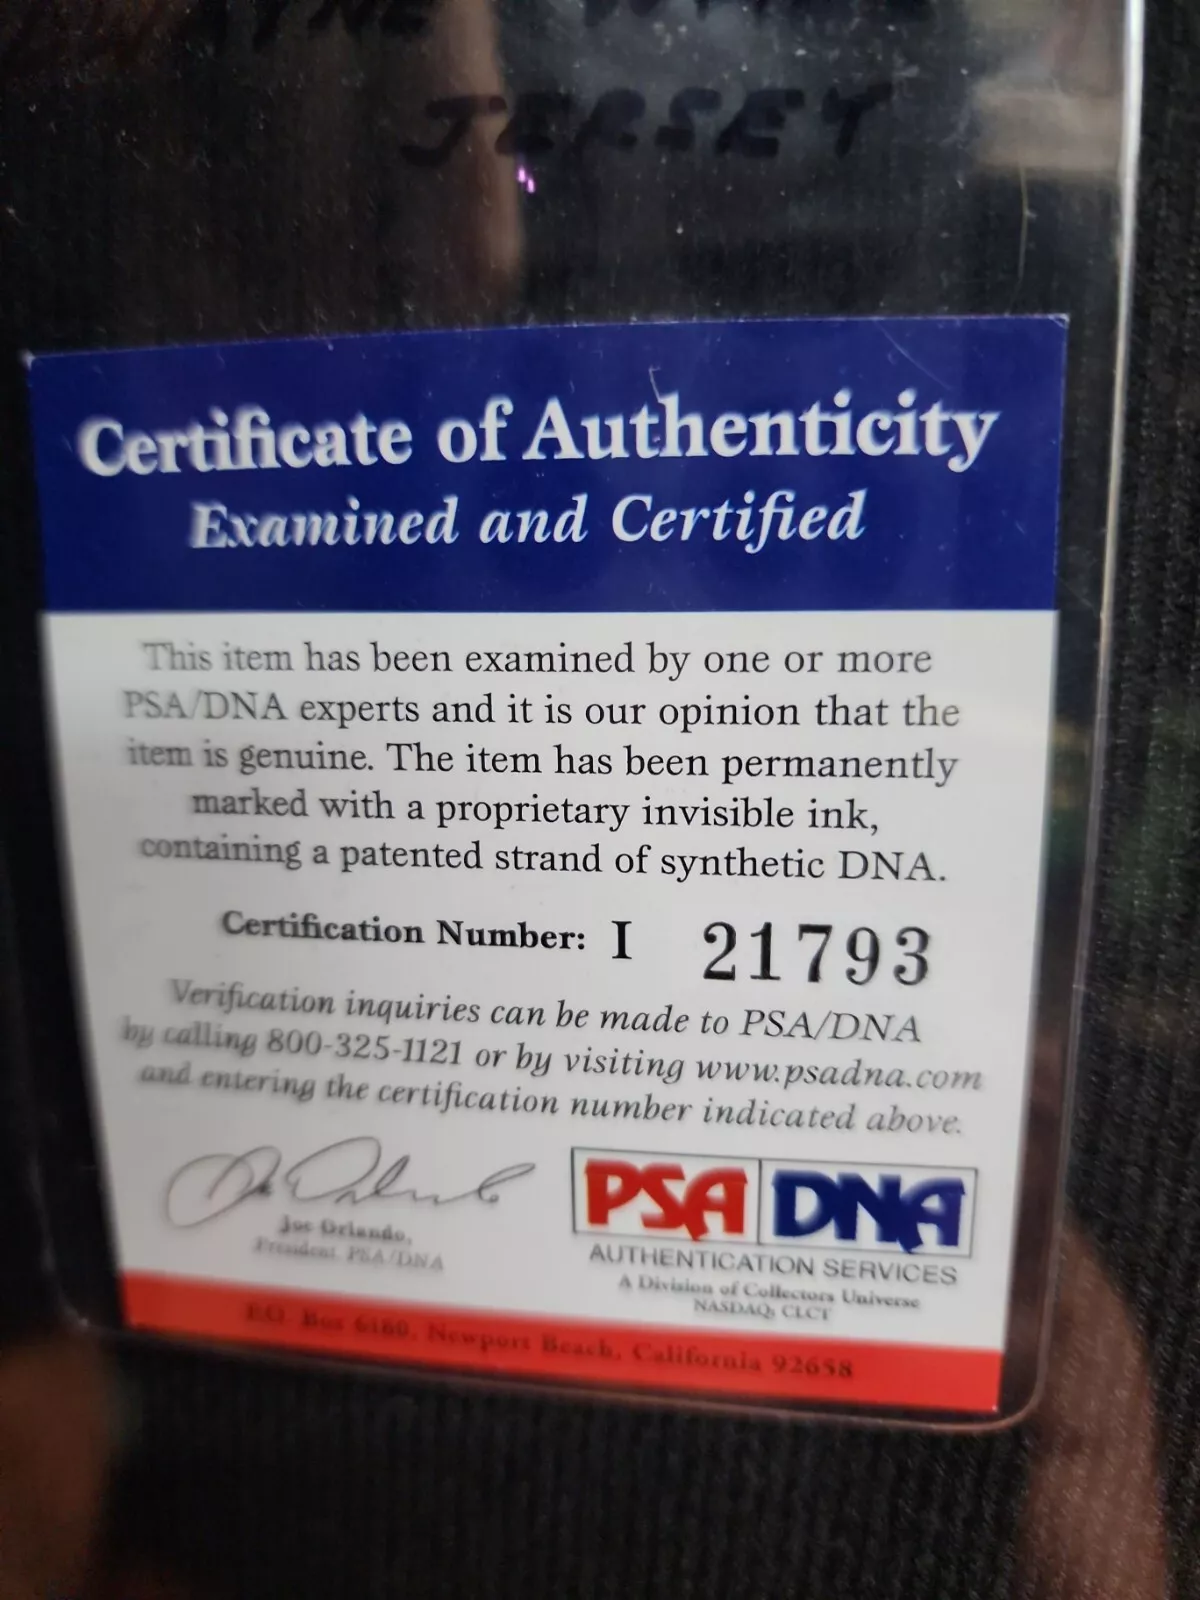 THE
JERSEY
Certificate of Authenticity
Examined and Certified
This item has been examined by one or more
PSA/DNA experts and it is our opinion that the
item is genuine. The item has been permanently
marked with a proprietary invisible ink,
containing a patented strand of synthetic DNA.
Certification Number: I 21793
Verification inquiries can be made to PSA/DNA
by calling 800-325-1121 or by visiting www.psadna.com
and entering the certification number indicated above.
Joe Orlando,
President, PSA/DNA
PSA DNA
AUTHENTICATION SERVICES
A Division of Collectors Universe
NASDAQ: CLCT
P.O. Box 6180, Newport Beach, California 92658